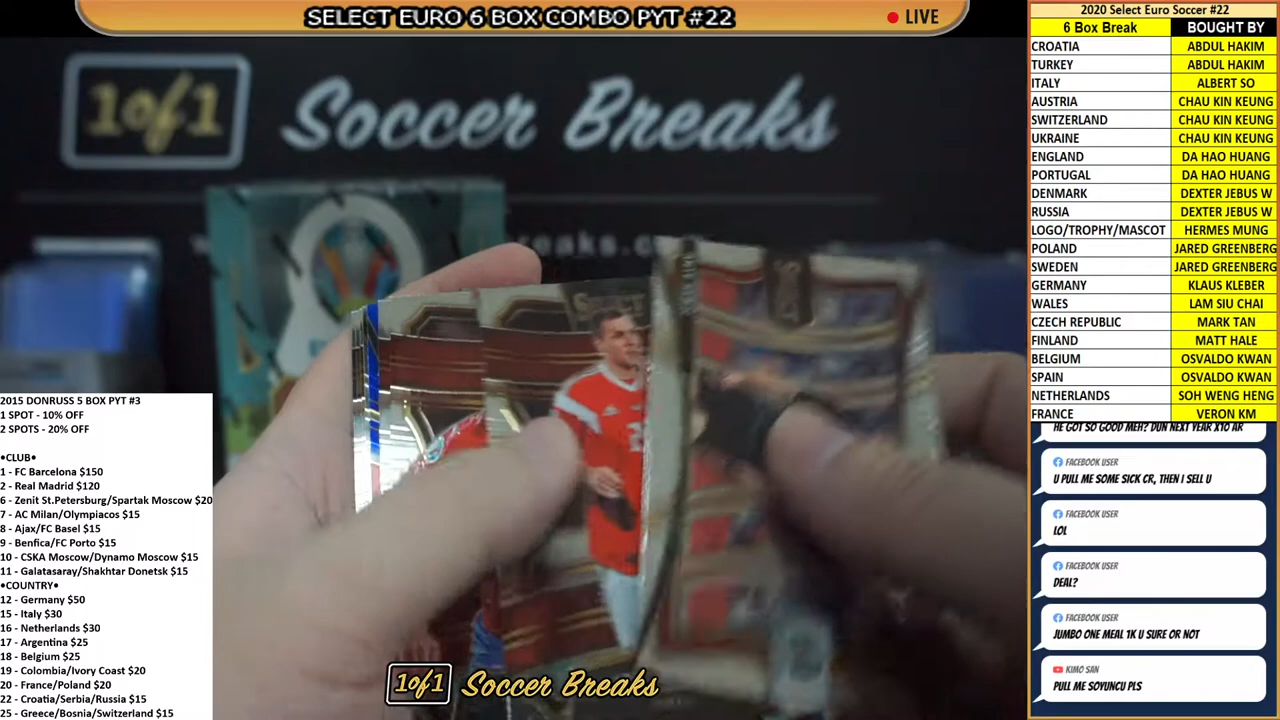 SELECT EURO 6 BOX COMBO PYT #22
LIVE
1of1 Soccer Breaks
2020 Select Euro Soccer #22
6 Box Break BOUGHT BY
CROATIA ABDUL HAKIM
TURKEY ABDUL HAKIM
ITALY ALBERT SO
AUSTRIA CHAU KIN KEUNG
SWITZERLAND CHAU KIN KEUNG
UKRAINE CHAU KIN KEUNG
ENGLAND DA HAO HUANG
PORTUGAL DA HAO HUANG
DENMARK DEXTER JEBUS W
RUSSIA DEXTER JEBUS W
LOGO/TROPHY/MASCOT HERMES MUNG
POLAND JARED GREENBERG
SWEDEN JARED GREENBERG
GERMANY KLAUS KLEBER
WALES LAM SIU CHAI
CZECH REPUBLIC MARK TAN
FINLAND MATT HALE
BELGIUM OSVALDO KWAN
SPAIN OSVALDO KWAN
NETHERLANDS SOH WENG HENG
FRANCE VERON KM
HE GOT SO GOOD MEH? DUN NEXT YEAR X10 AR
FACEBOOK USER
U PULL ME SOME SICK CR, THEN I SELL U
FACEBOOK USER
LOL
FACEBOOK USER
DEAL?
FACEBOOK USER
JUMBO ONE MEAL 1K U SURE OR NOT
KIMO SAN
PULL ME SOYUNCU PLS
2015 DONRUSS 5 BOX PYT #3
1 SPOT - 10% OFF
2 SPOTS - 20% OFF
•CLUB•
1 - FC Barcelona $150
2 - Real Madrid $120
6 - Zenit St.Petersburg/Spartak Moscow $20
7 - AC Milan/Olympiacos $15
8 - Ajax/FC Basel $15
9 - Benfica/FC Porto $15
10 - CSKA Moscow/Dynamo Moscow $15
11 - Galatasaray/Shakhtar Donetsk $15
•COUNTRY•
12 - Germany $50
15 - Italy $30
16 - Netherlands $30
17 - Argentina $25
18 - Belgium $25
19 - Colombia/Ivory Coast $20
20 - France/Poland $20
22 - Croatia/Serbia/Russia $15
25 - Greece/Bosnia/Switzerland $15
1of1 Soccer Breaks